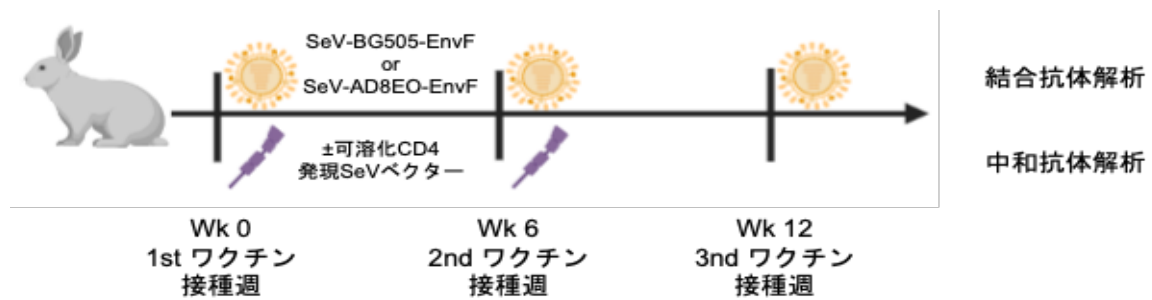 SeV-BG505-EnvF
or
SeV-AD8EO-EnvF
±可溶化CD4
発現SeVベクター
結合抗体解析
中和抗体解析
Wk 0
1st ワクチン
接種週
Wk 6
2nd ワクチン
接種週
Wk 12
3nd ワクチン
接種週